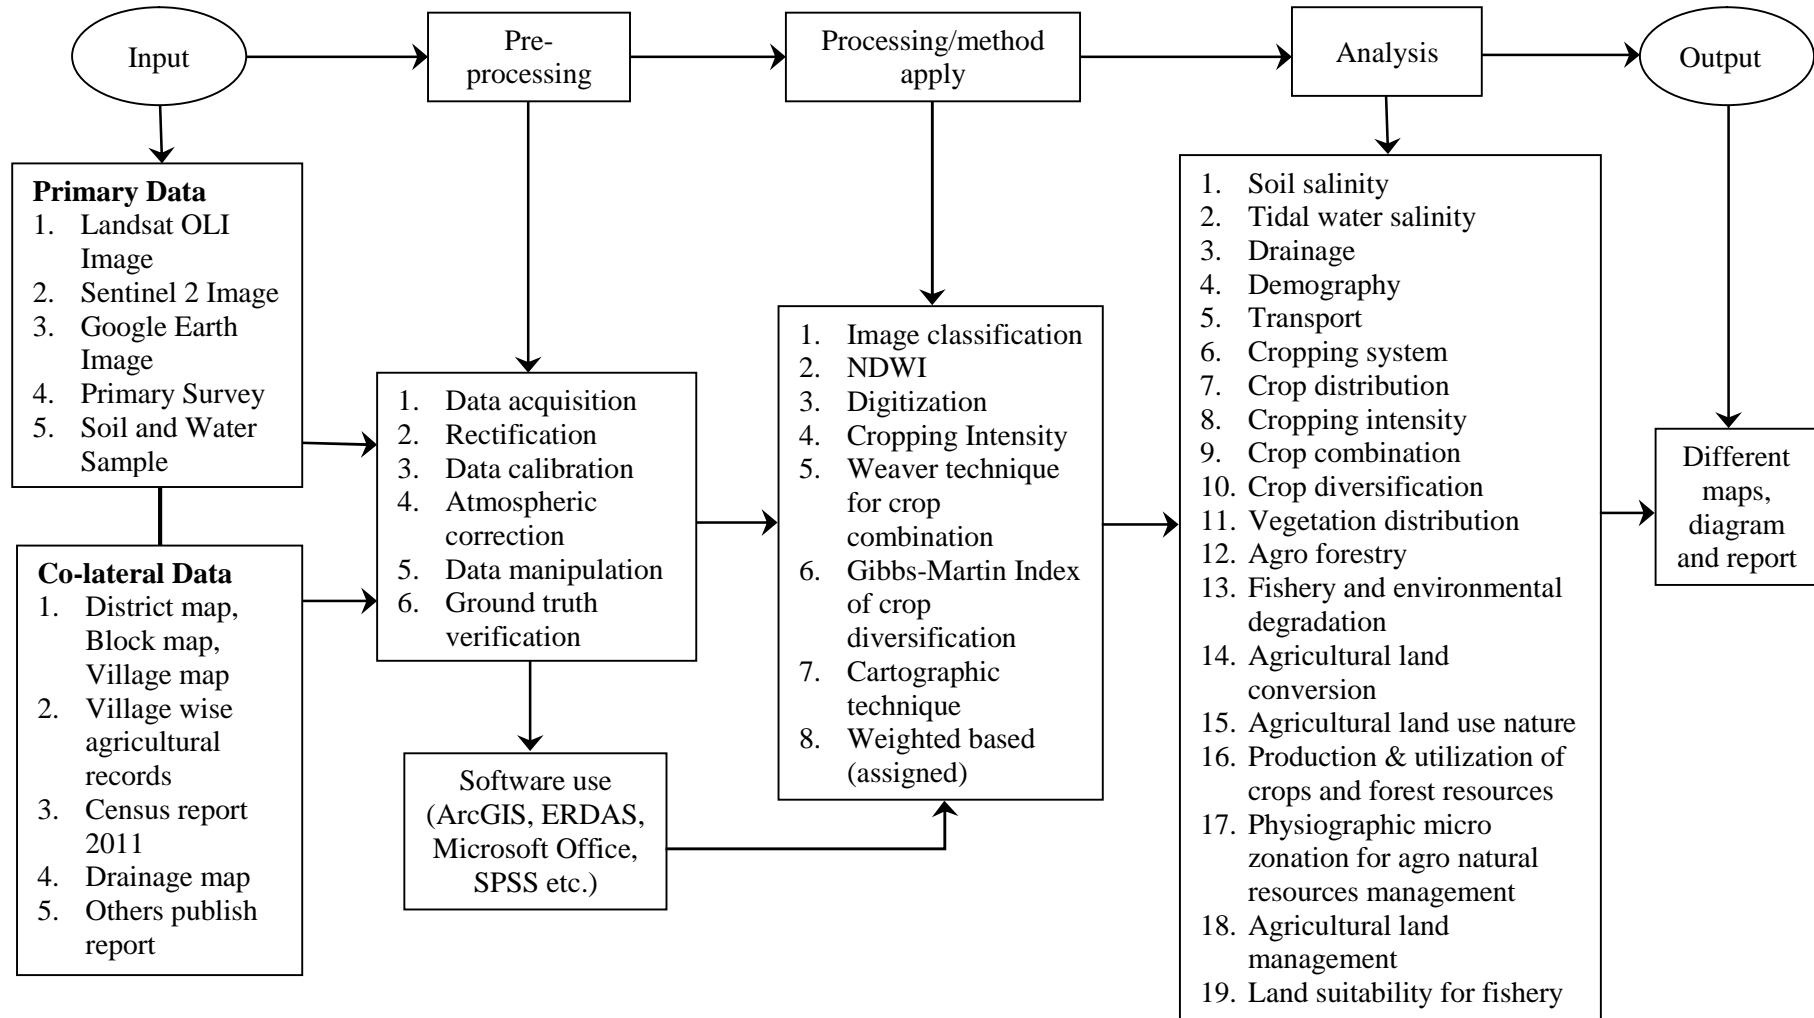 Input
Pre-
processing
Processing/method
apply
Analysis
Output
Primary Data
1. Landsat OLI
Image
2. Sentinel 2 Image
3. Google Earth
Image
4. Primary Survey
5. Soil and Water
Sample
Co-lateral Data
1. District map,
Block map,
Village map
2. Village wise
agricultural
records
3. Census report
2011
4. Drainage map
5. Others publish
report
1. Data acquisition
2. Rectification
3. Data calibration
4. Atmospheric
correction
5. Data manipulation
6. Ground truth
verification
Software use
(ArcGIS, ERDAS,
Microsoft Office,
SPSS etc.)
1. Image classification
2. NDWI
3. Digitization
4. Cropping Intensity
5. Weaver technique
for crop
combination
6. Gibbs-Martin Index
of crop
diversification
7. Cartographic
technique
8. Weighted based
(assigned)
1. Soil salinity
2. Tidal water salinity
3. Drainage
4. Demography
5. Transport
6. Cropping system
7. Crop distribution
8. Cropping intensity
9. Crop combination
10. Crop diversification
11. Vegetation distribution
12. Agro forestry
13. Fishery and environmental
degradation
14. Agricultural land
conversion
15. Agricultural land use nature
16. Production & utilization of
crops and forest resources
17. Physiographic micro
zonation for agro natural
resources management
18. Agricultural land
management
19. Land suitability for fishery
Different
maps,
diagram
and report